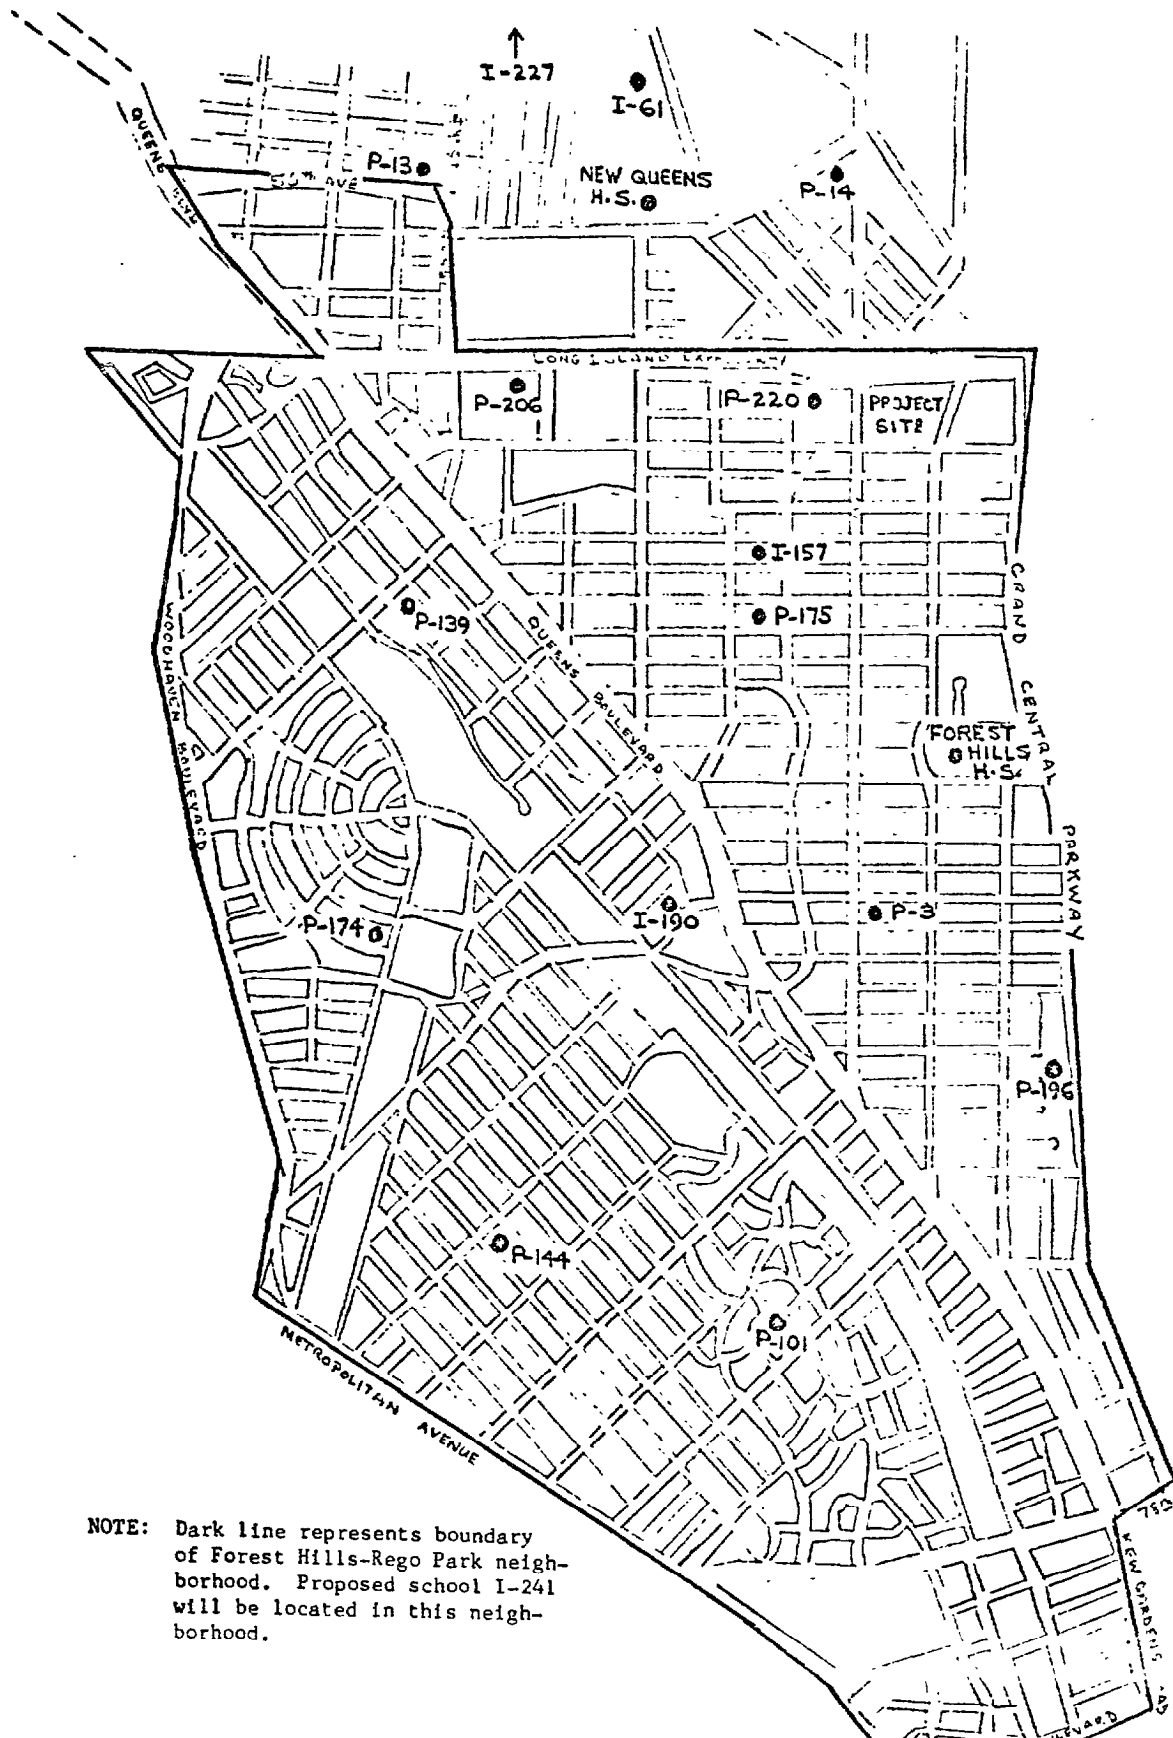 I-227
I-61
QUEENS BLVD
P-13
50TH AVE
NEW QUEENS
H.S.
P-14
LONG ISLAND
P-206
P-220
PROJECT
SITE
I-157
P-175
P-139
QUEENS BOULEVARD
GRAND CENTRAL PARKWAY
WOODHAVEN BOULEVARD
FOREST
HILLS
H.S.
P-174
I-190
P-3
P-196
P-144
P-101
METROPOLITAN AVENUE
NOTE: Dark line represents boundary
of Forest Hills-Rego Park neigh-
borhood. Proposed school I-241
will be located in this neigh-
borhood.